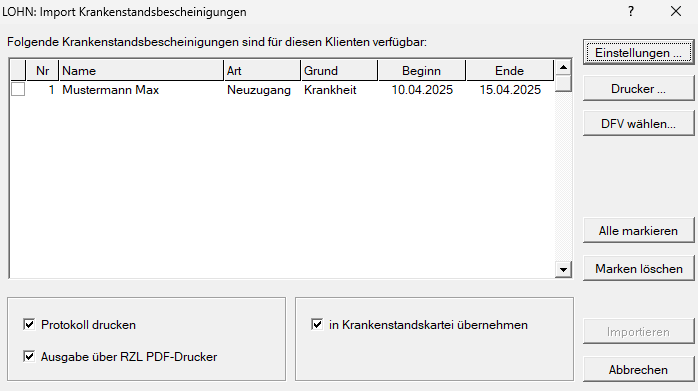 LOHN: Import Krankenstandsbescheinigungen
Folgende Krankenstandsbescheinigungen sind für diesen Klienten verfügbar:
Nr Name Art Grund Beginn Ende
1 Mustermann Max Neuzugang Krankheit 10.04.2025 15.04.2025
Einstellungen ...
Drucker ...
DFV wählen...
Alle markieren
Marken löschen
Protokoll drucken
in Krankenstandskartei übernehmen
Ausgabe über RZL PDF-Drucker
Importieren
Abbrechen